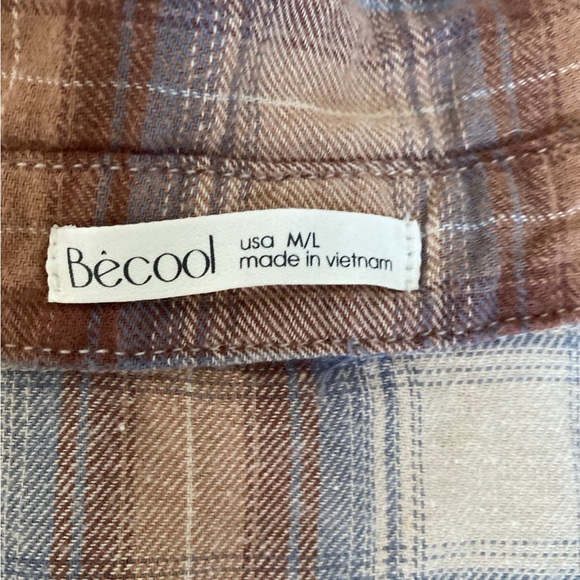 Bêcool
usa M/L
made in vietnam